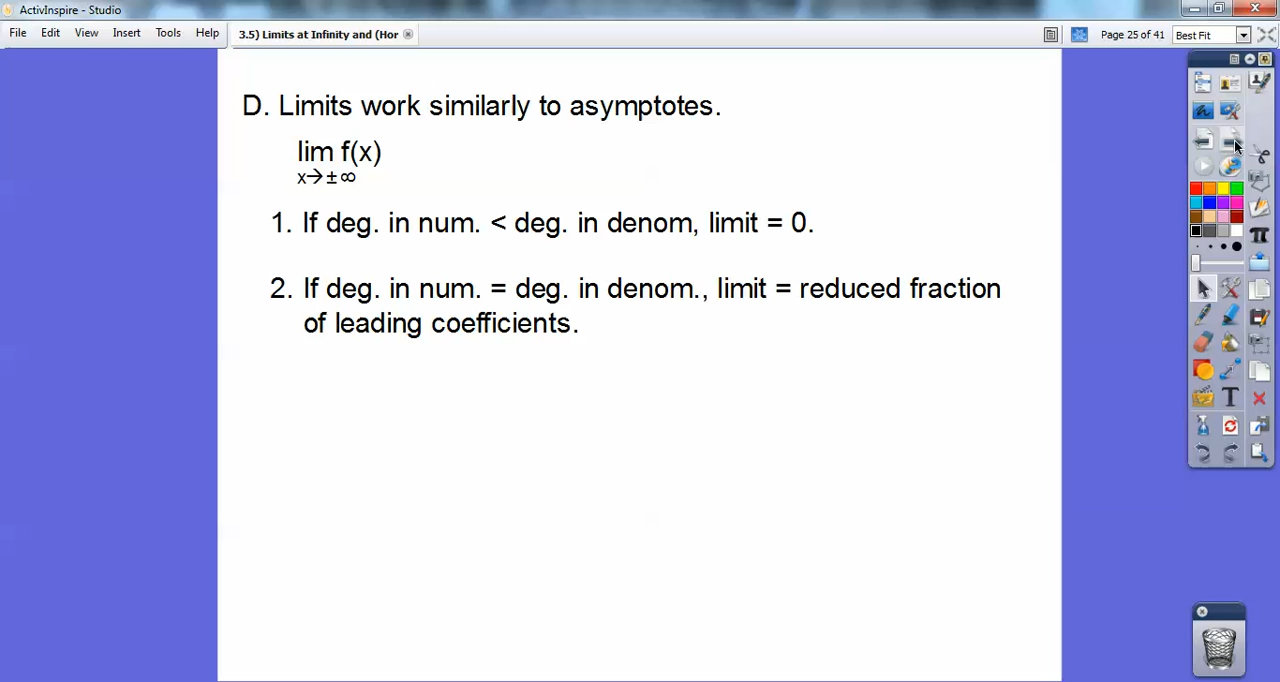 ActivInspire - Studio
File Edit View Insert Tools Help
3.5) Limits at Infinity and (Hor
Page 25 of 41
Best Fit
D. Limits work similarly to asymptotes.
lim f(x)
x→ ± ∞
1. If deg. in num. < deg. in denom, limit = 0.
2. If deg. in num. = deg. in denom., limit = reduced fraction
of leading coefficients.
π
T